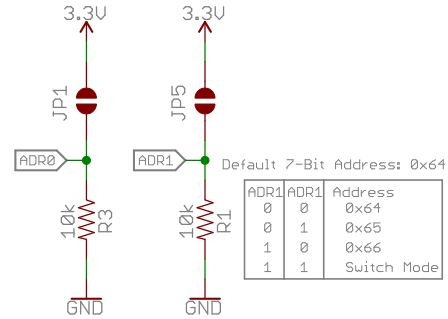 3.3V 3.3V
JP1 JP5
ADR0 ADR1
Default 7-Bit Address: 0x64
ADR1 ADR1 Address
0 0 0x64
0 1 0x65
1 0 0x66
1 1 Switch Mode
10k R3 10k R1
GND GND